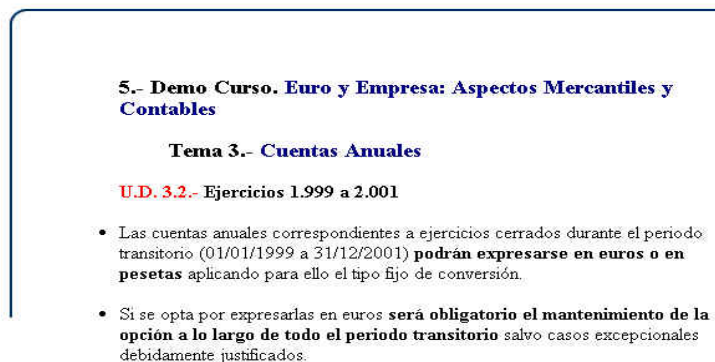 5.- Demo Curso. Euro y Empresa: Aspectos Mercantiles y
Contables
Tema 3.- Cuentas Anuales
U.D. 3.2.- Ejercicios 1.999 a 2.001
• Las cuentas anuales correspondientes a ejercicios cerrados durante el periodo
transitorio (01/01/1999 a 31/12/2001) podrán expresarse en euros o en
pesetas aplicando para ello el tipo fijo de conversión.
• Si se opta por expresarlas en euros será obligatorio el mantenimiento de la
opción a lo largo de todo el periodo transitorio salvo casos excepcionales
debidamente justificados.